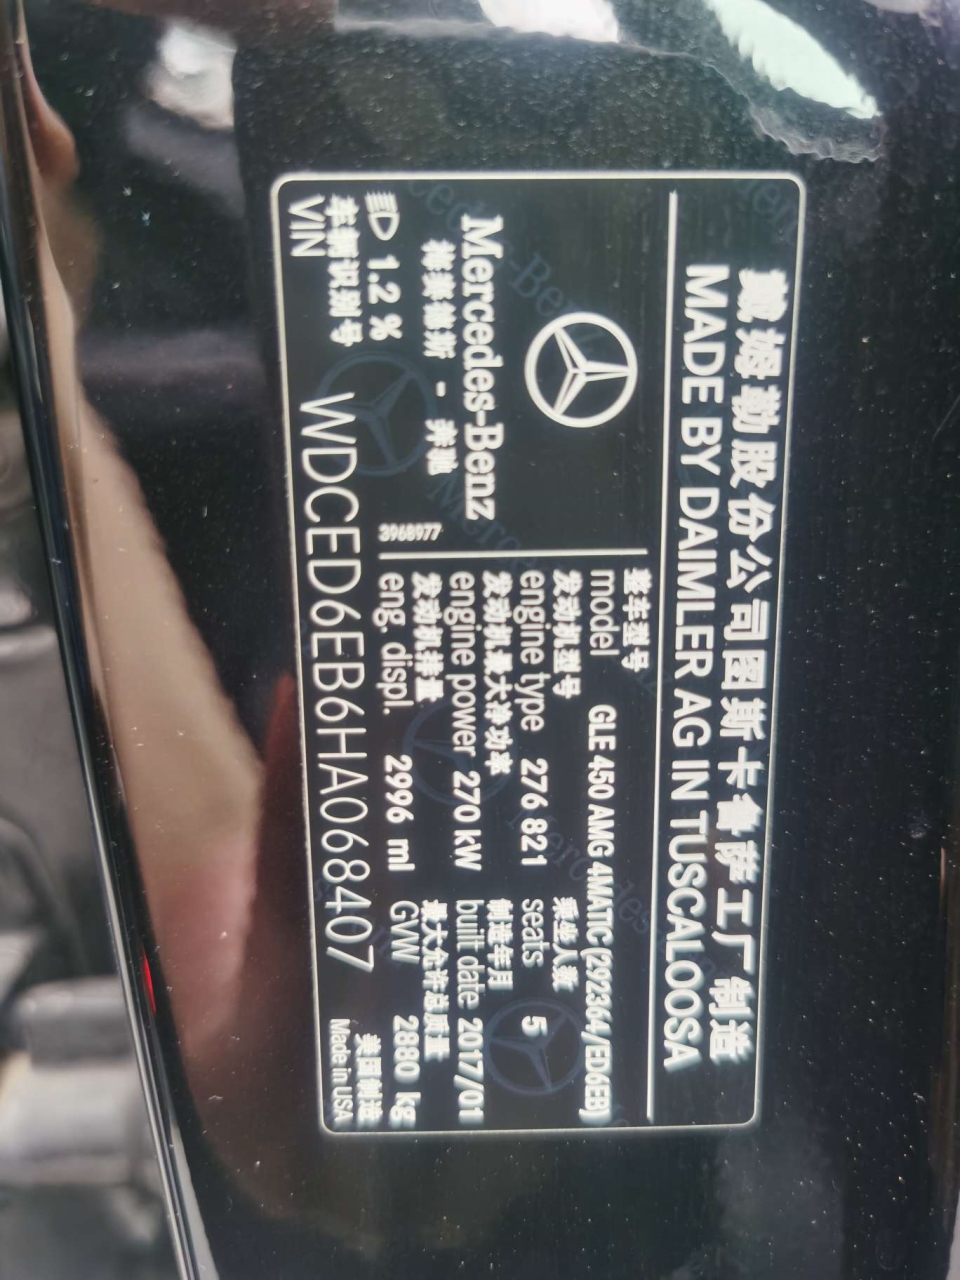 戴姆勒股份公司图斯卡鲁萨工厂制造
MADE BY DAIMLER AG IN TUSCALOOSA
Mercedes-Benz
梅赛德斯 - 奔驰
3968977
整车型号
model GLE 450 AMG 4MATIC(292364/ED6EB)
发动机型号 乘坐人数
engine type 276 821 seats 5
发动机最大净功率 制造年月
engine power 270 kW built date 2017/01
发动机排量 最大允许总质量
eng. displ. 2996 ml GVW 2880 kg
1.2 %
车辆识别号 美国制造
VIN WDCED6EB6HA068407 Made in USA
Mercedes-Benz